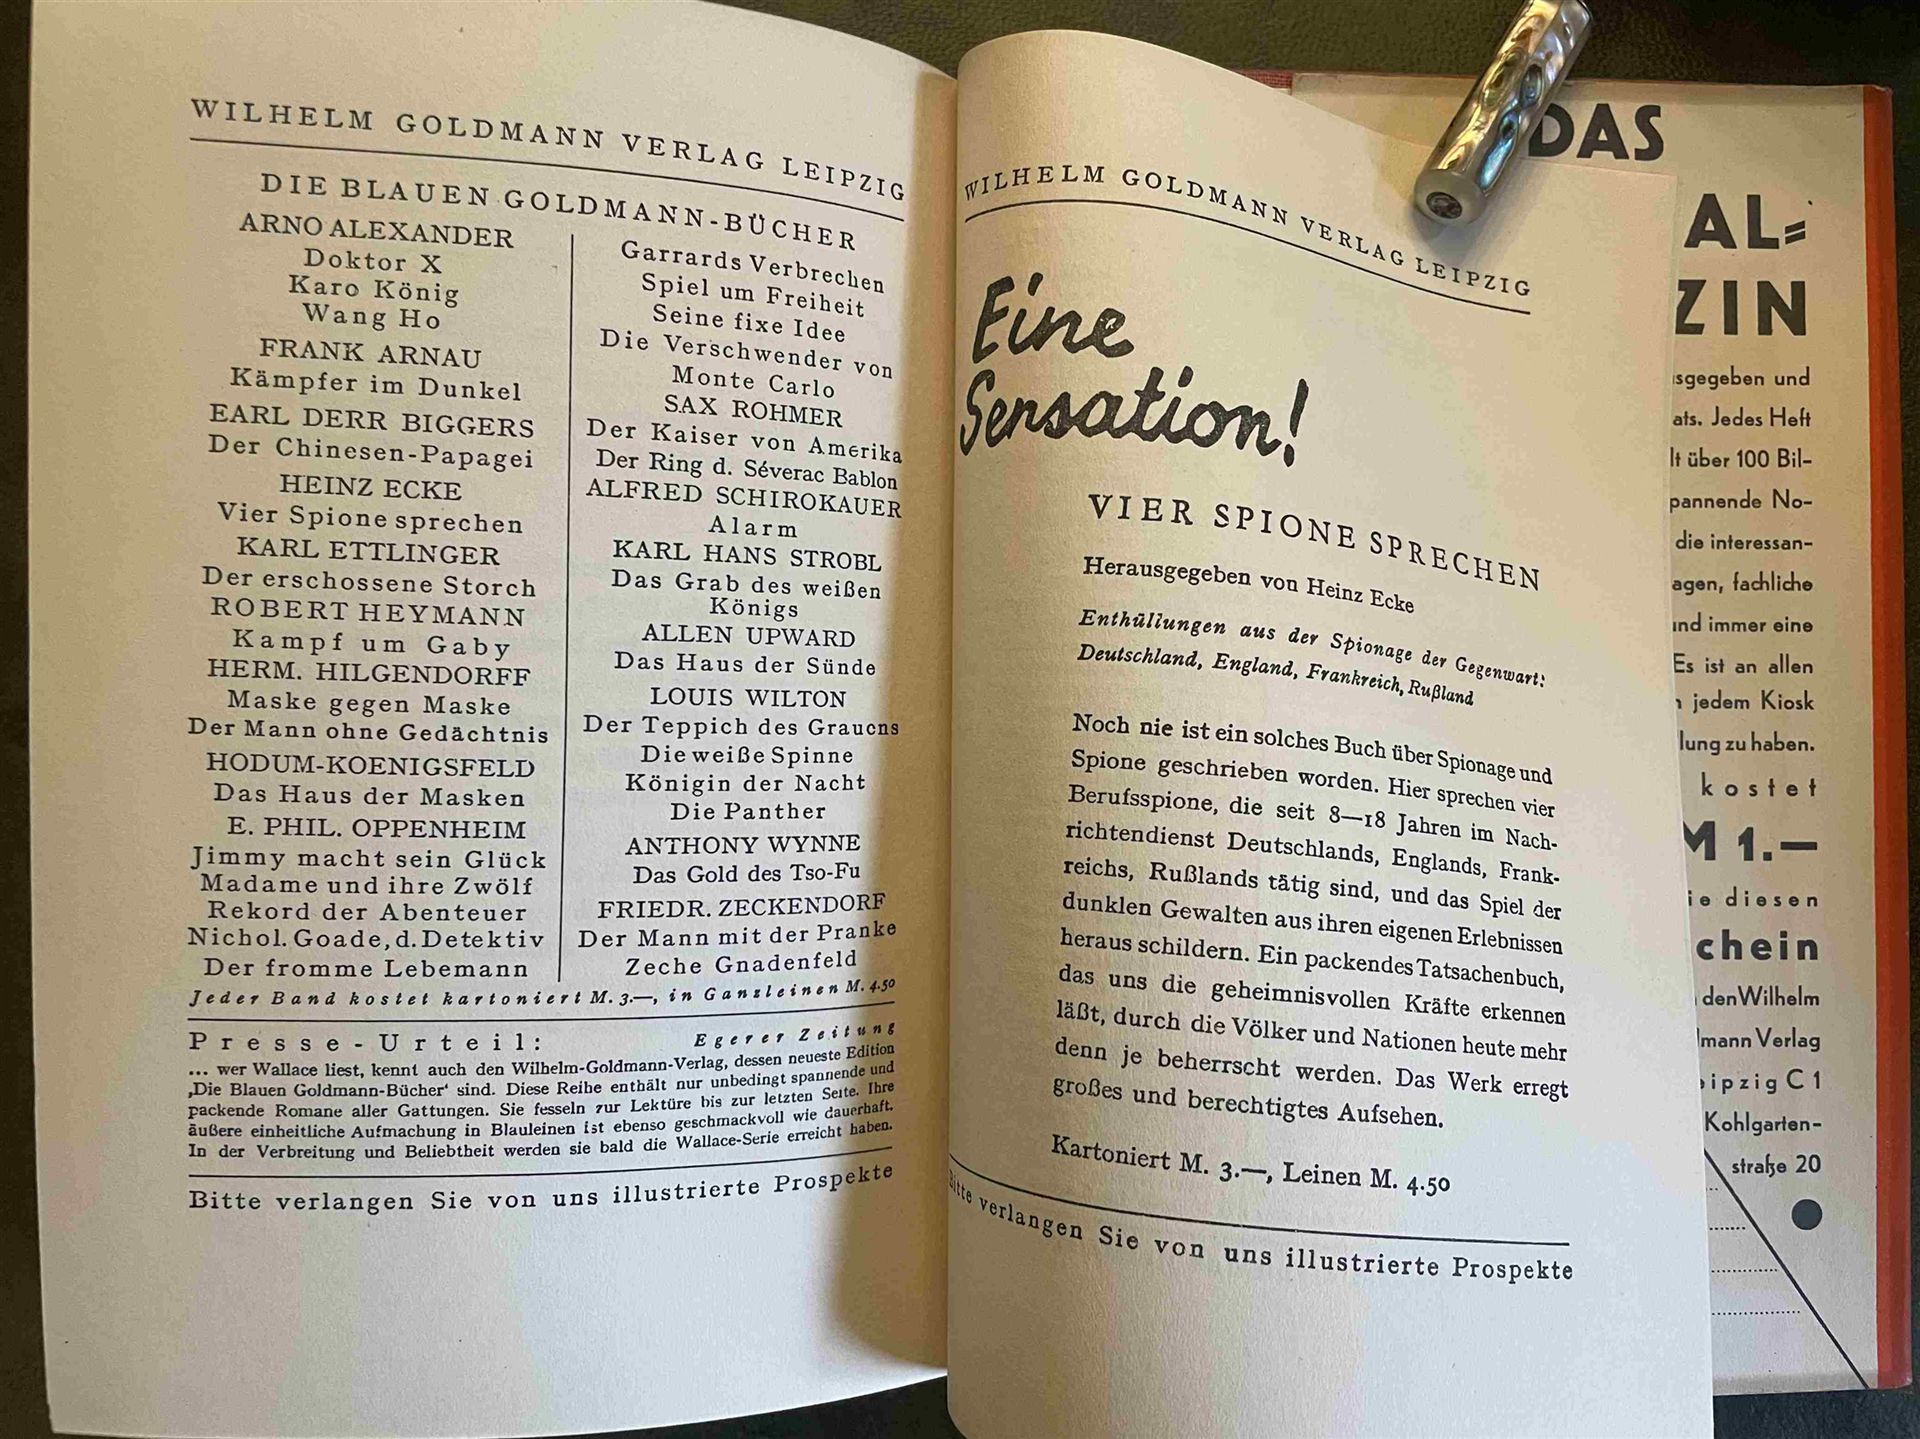 WILHELM GOLDMANN VERLAG LEIPZIG
DIE BLAUEN GOLDMANN-BÜCHER
ARNO ALEXANDER
Doktor X
Karo König
Wang Ho
FRANK ARNAU
Kämpfer im Dunkel
EARL DERR BIGGERS
Der Chinesen-Papagei
HEINZ ECKE
Vier Spione sprechen
KARL ETTLINGER
Der erschossene Storch
ROBERT HEYMANN
Kampf um Gaby
HERM. HILGENDORFF
Maske gegen Maske
Der Mann ohne Gedächtnis
HODUM-KOENIGSFELD
Das Haus der Masken
E. PHIL. OPPENHEIM
Jimmy macht sein Glück
Madame und ihre Zwölf
Rekord der Abenteuer
Nichol. Goade, d. Detektiv
Der fromme Lebemann
Garrards Verbrechen
Spiel um Freiheit
Seine fixe Idee
Die Verschwender von
Monte Carlo
SAX ROHMER
Der Kaiser von Amerika
Der Ring d. Séverac Bablon
ALFRED SCHIROKAUER
Alarm
KARL HANS STROBL
Das Grab des weißen
Königs
ALLEN UPWARD
Das Haus der Sünde
LOUIS WILTON
Der Teppich des Grauens
Die weiße Spinne
Königin der Nacht
Die Panther
ANTHONY WYNNE
Das Gold des Tso-Fu
FRIEDR. ZECKENDORF
Der Mann mit der Pranke
Zeche Gnadenfeld
Jeder Band kostet kartoniert M. 3.—, in Ganzleinen M. 4.50
Presse-Urteil: Egerer Zeitung
... wer Wallace liest, kennt auch den Wilhelm-Goldmann-Verlag, dessen neueste Edition
‚Die Blauen Goldmann-Bücher‘ sind. Diese Reihe enthält nur unbedingt spannende und
packende Romane aller Gattungen. Sie fesseln zur Lektüre bis zur letzten Seite. Ihre
äußere einheitliche Aufmachung in Blauleinen ist ebenso geschmackvoll wie dauerhaft.
In der Verbreitung und Beliebtheit werden sie bald die Wallace-Serie erreicht haben.
Bitte verlangen Sie von uns illustrierte Prospekte
WILHELM GOLDMANN VERLAG LEIPZIG
Eine
Sensation!
VIER SPIONE SPRECHEN
Herausgegeben von Heinz Ecke
Enthüllungen aus der Spionage der Gegenwart:
Deutschland, England, Frankreich, Rußland
Noch nie ist ein solches Buch über Spionage und
Spione geschrieben worden. Hier sprechen vier
Berufsspione, die seit 8—18 Jahren im Nach-
richtendienst Deutschlands, Englands, Frank-
reichs, Rußlands tätig sind, und das Spiel der
dunklen Gewalten aus ihren eigenen Erlebnissen
heraus schildern. Ein packendes Tatsachenbuch,
das uns die geheimnisvollen Kräfte erkennen
läßt, durch die Völker und Nationen heute mehr
denn je beherrscht werden. Das Werk erregt
großes und berechtigtes Aufsehen.
Kartoniert M. 3.—, Leinen M. 4.50
Bitte verlangen Sie von uns illustrierte Prospekte
DAS
AL=
ZIN
sgegeben und
ats. Jedes Heft
lt über 100 Bil-
pannende No-
die interessan-
agen, fachliche
und immer eine
Es ist an allen
jedem Kiosk
lung zu haben.
kostet
M 1.—
ie diesen
chein
den Wilhelm
mann Verlag
eipzig C 1
Kohlgarten-
straße 20